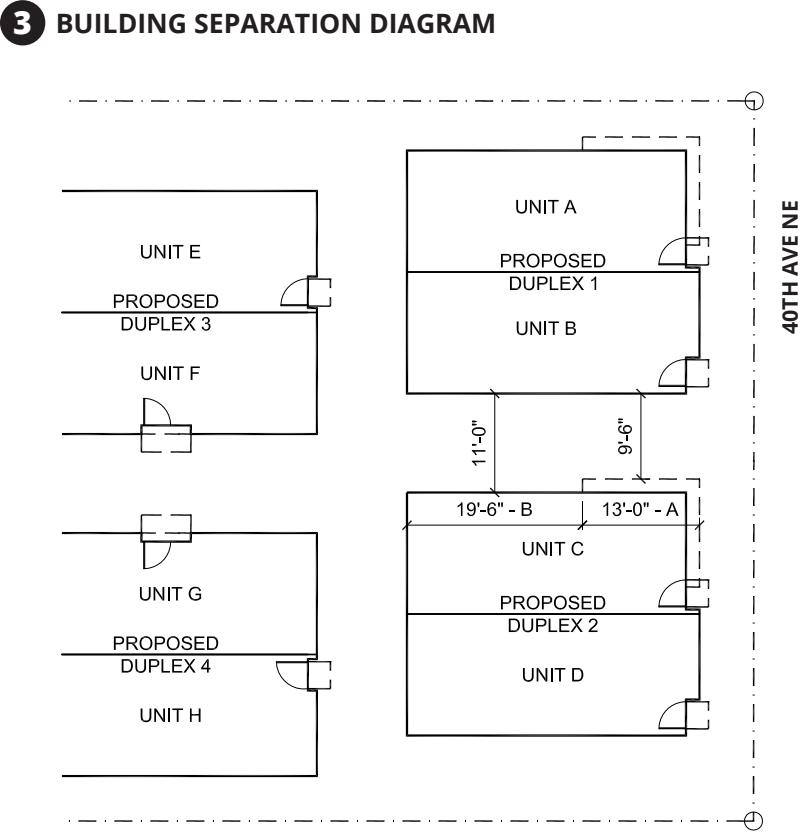 3 BUILDING SEPARATION DIAGRAM
40TH AVE NE
UNIT A
PROPOSED
DUPLEX 1
UNIT B
UNIT E
PROPOSED
DUPLEX 3
UNIT F
11'-0"
9'-6"
19'-6" - B
13'-0" - A
UNIT C
PROPOSED
DUPLEX 2
UNIT D
UNIT G
PROPOSED
DUPLEX 4
UNIT H